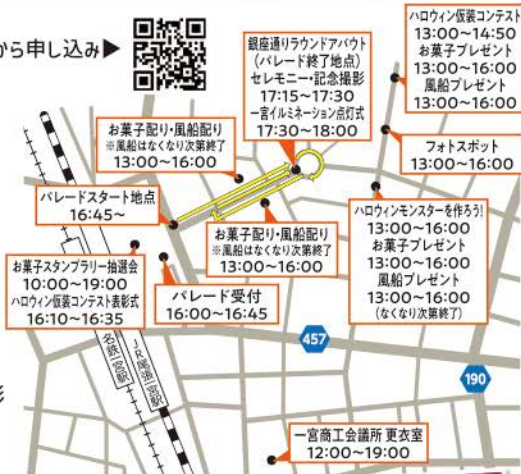 から申し込み▶
ハロウィン仮装コンテスト
13:00〜14:50
お菓子プレゼント
13:00〜16:00
風船プレゼント
13:00〜16:00
銀座通りラウンドアバウト
(パレード終了地点)
セレモニー・記念撮影
17:15〜17:30
一宮イルミネーション点灯式
17:30〜18:00
お菓子配り・風船配り
※風船はなくなり次第終了
13:00〜16:00
フォトスポット
13:00〜16:00
パレードスタート地点
16:45〜
お菓子配り・風船配り
※風船はなくなり次第終了
13:00〜16:00
ハロウィンモンスターを作ろう!
13:00〜16:00
お菓子プレゼント
13:00〜16:00
風船プレゼント
13:00〜16:00
(なくなり次第終了)
お菓子スタンプラリー抽選会
10:00〜19:00
ハロウィン仮装コンテスト表彰式
16:10〜16:35
パレード受付
16:00〜16:45
457
190
名鉄一宮駅
JR尾張一宮駅
影
一宮商工会議所 更衣室
12:00〜19:00